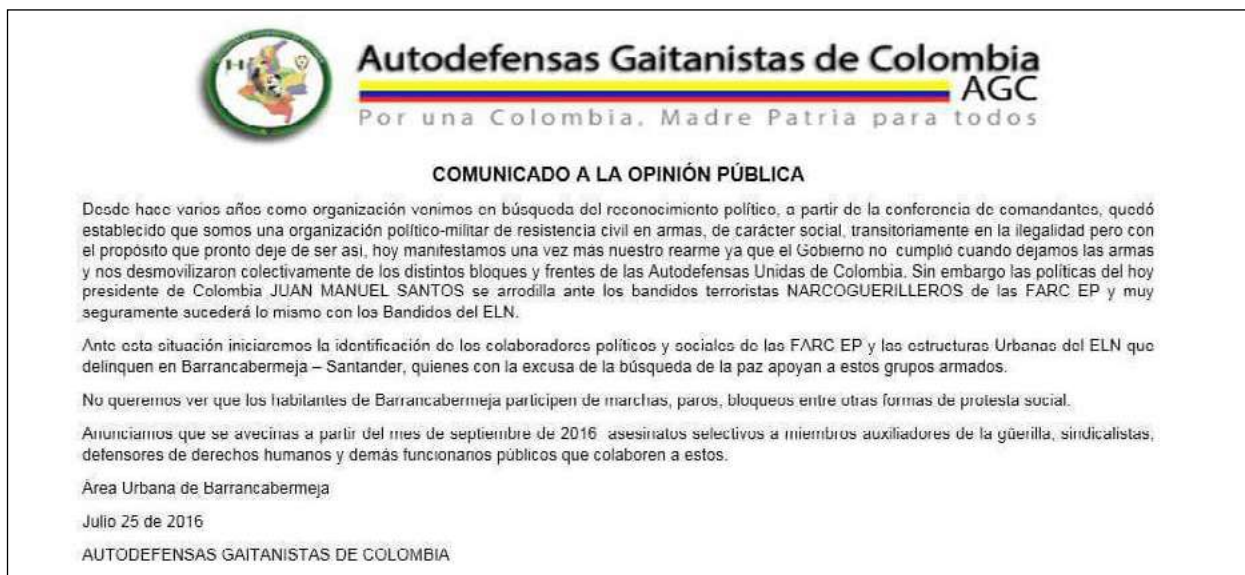 Autodefensas Gaitanistas de Colombia
AGC
Por una Colombia, Madre Patria para todos
COMUNICADO A LA OPINIÓN PÚBLICA
Desde hace varios años como organización venimos en búsqueda del reconocimiento político, a partir de la conferencia de comandantes, quedó
establecido que somos una organización político-militar de resistencia civil en armas, de carácter social, transitoriamente en la ilegalidad pero con
el propósito que pronto deje de ser así, hoy manifestamos una vez más nuestro rearme ya que el Gobierno no cumplió cuando dejamos las armas
y nos desmovilizaron colectivamente de los distintos bloques y frentes de las Autodefensas Unidas de Colombia. Sin embargo las políticas del hoy
presidente de Colombia JUAN MANUEL SANTOS se arrodilla ante los bandidos terroristas NARCOGUERILLEROS de las FARC EP y muy
seguramente sucederá lo mismo con los Bandidos del ELN.
Ante esta situación iniciaremos la identificación de los colaboradores políticos y sociales de las FARC EP y las estructuras Urbanas del ELN que
delinquen en Barrancabermeja – Santander, quienes con la excusa de la búsqueda de la paz apoyan a estos grupos armados.
No queremos ver que los habitantes de Barrancabermeja participen de marchas, paros, bloqueos entre otras formas de protesta social.
Anunciamos que se avecinas a partir del mes de septiembre de 2016 asesinatos selectivos a miembros auxiliadores de la güerilla, sindicalistas,
defensores de derechos humanos y demás funcionarios públicos que colaboren a estos.
Área Urbana de Barrancabermeja
Julio 25 de 2016
AUTODEFENSAS GAITANISTAS DE COLOMBIA